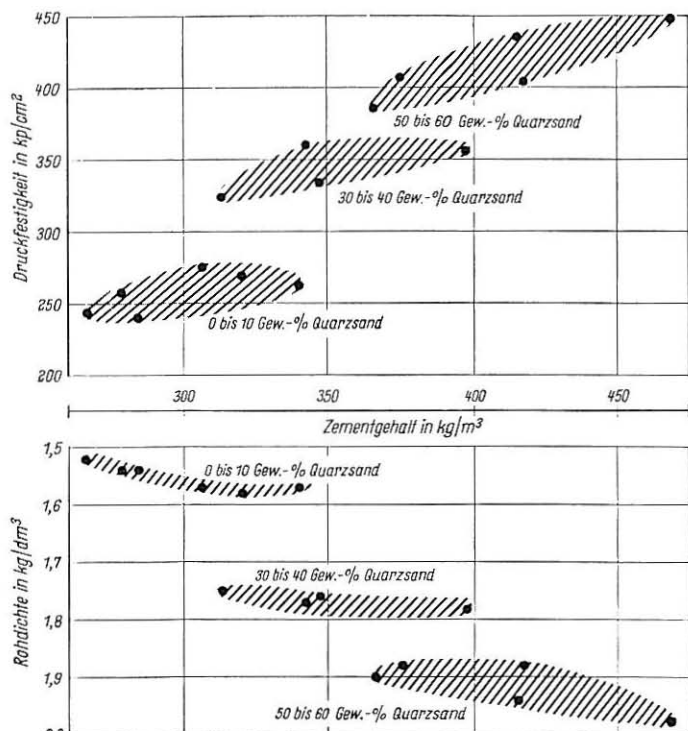 450
400
350
300
250
200
Druckfestigkeit in kp/cm²
50 bis 60 Gew.-% Quarzsand
30 bis 40 Gew.-% Quarzsand
0 bis 10 Gew.-% Quarzsand
300 350 400 450
Zementgehalt in kg/m³
1,5
1,6
1,7
1,8
1,9
Rohdichte in kg/dm³
0 bis 10 Gew.-% Quarzsand
30 bis 40 Gew.-% Quarzsand
50 bis 60 Gew.-% Quarzsand